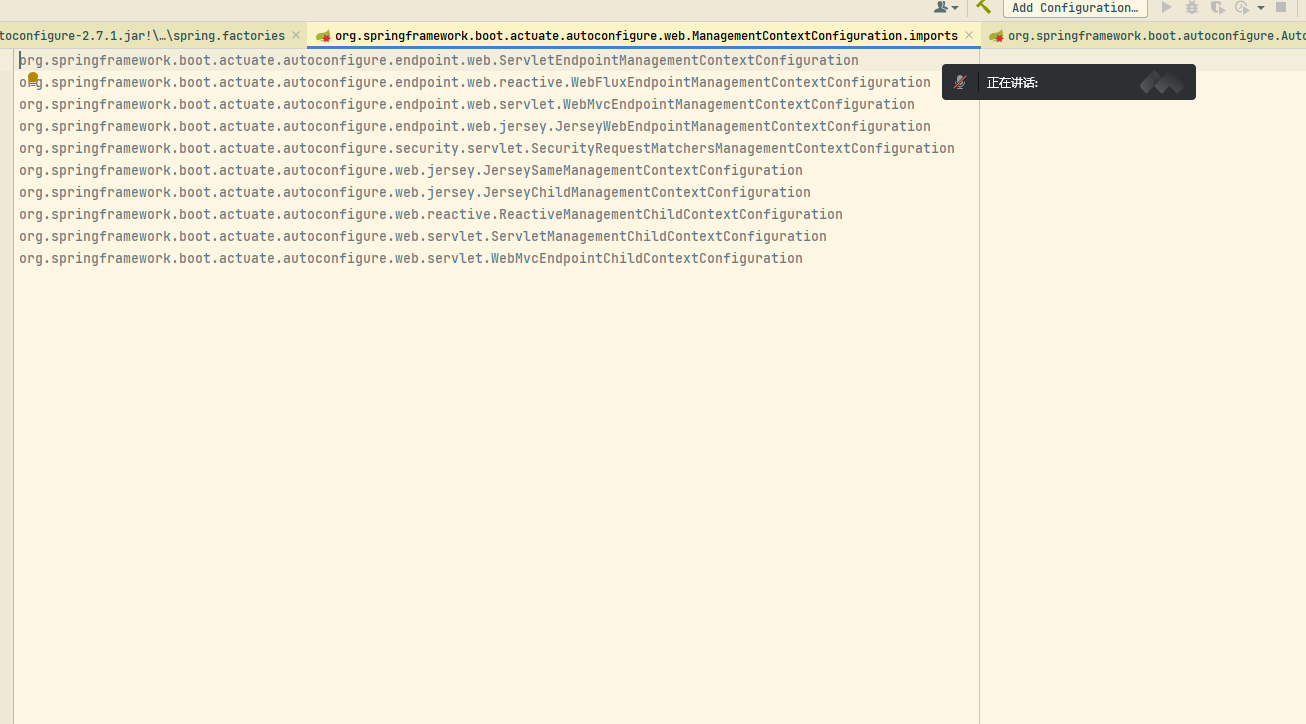 Add Configuration…
toconfigure-2.7.1.jar!\…\spring.factories
org.springframework.boot.actuate.autoconfigure.web.ManagementContextConfiguration.imports
org.springframework.boot.autoconfigure.Auto
org.springframework.boot.actuate.autoconfigure.endpoint.web.ServletEndpointManagementContextConfiguration
org.springframework.boot.actuate.autoconfigure.endpoint.web.reactive.WebFluxEndpointManagementContextConfiguration
org.springframework.boot.actuate.autoconfigure.endpoint.web.servlet.WebMvcEndpointManagementContextConfiguration
org.springframework.boot.actuate.autoconfigure.endpoint.web.jersey.JerseyWebEndpointManagementContextConfiguration
org.springframework.boot.actuate.autoconfigure.security.servlet.SecurityRequestMatchersManagementContextConfiguration
org.springframework.boot.actuate.autoconfigure.web.jersey.JerseySameManagementContextConfiguration
org.springframework.boot.actuate.autoconfigure.web.jersey.JerseyChildManagementContextConfiguration
org.springframework.boot.actuate.autoconfigure.web.reactive.ReactiveManagementChildContextConfiguration
org.springframework.boot.actuate.autoconfigure.web.servlet.ServletManagementChildContextConfiguration
org.springframework.boot.actuate.autoconfigure.web.servlet.WebMvcEndpointChildContextConfiguration
正在讲话: